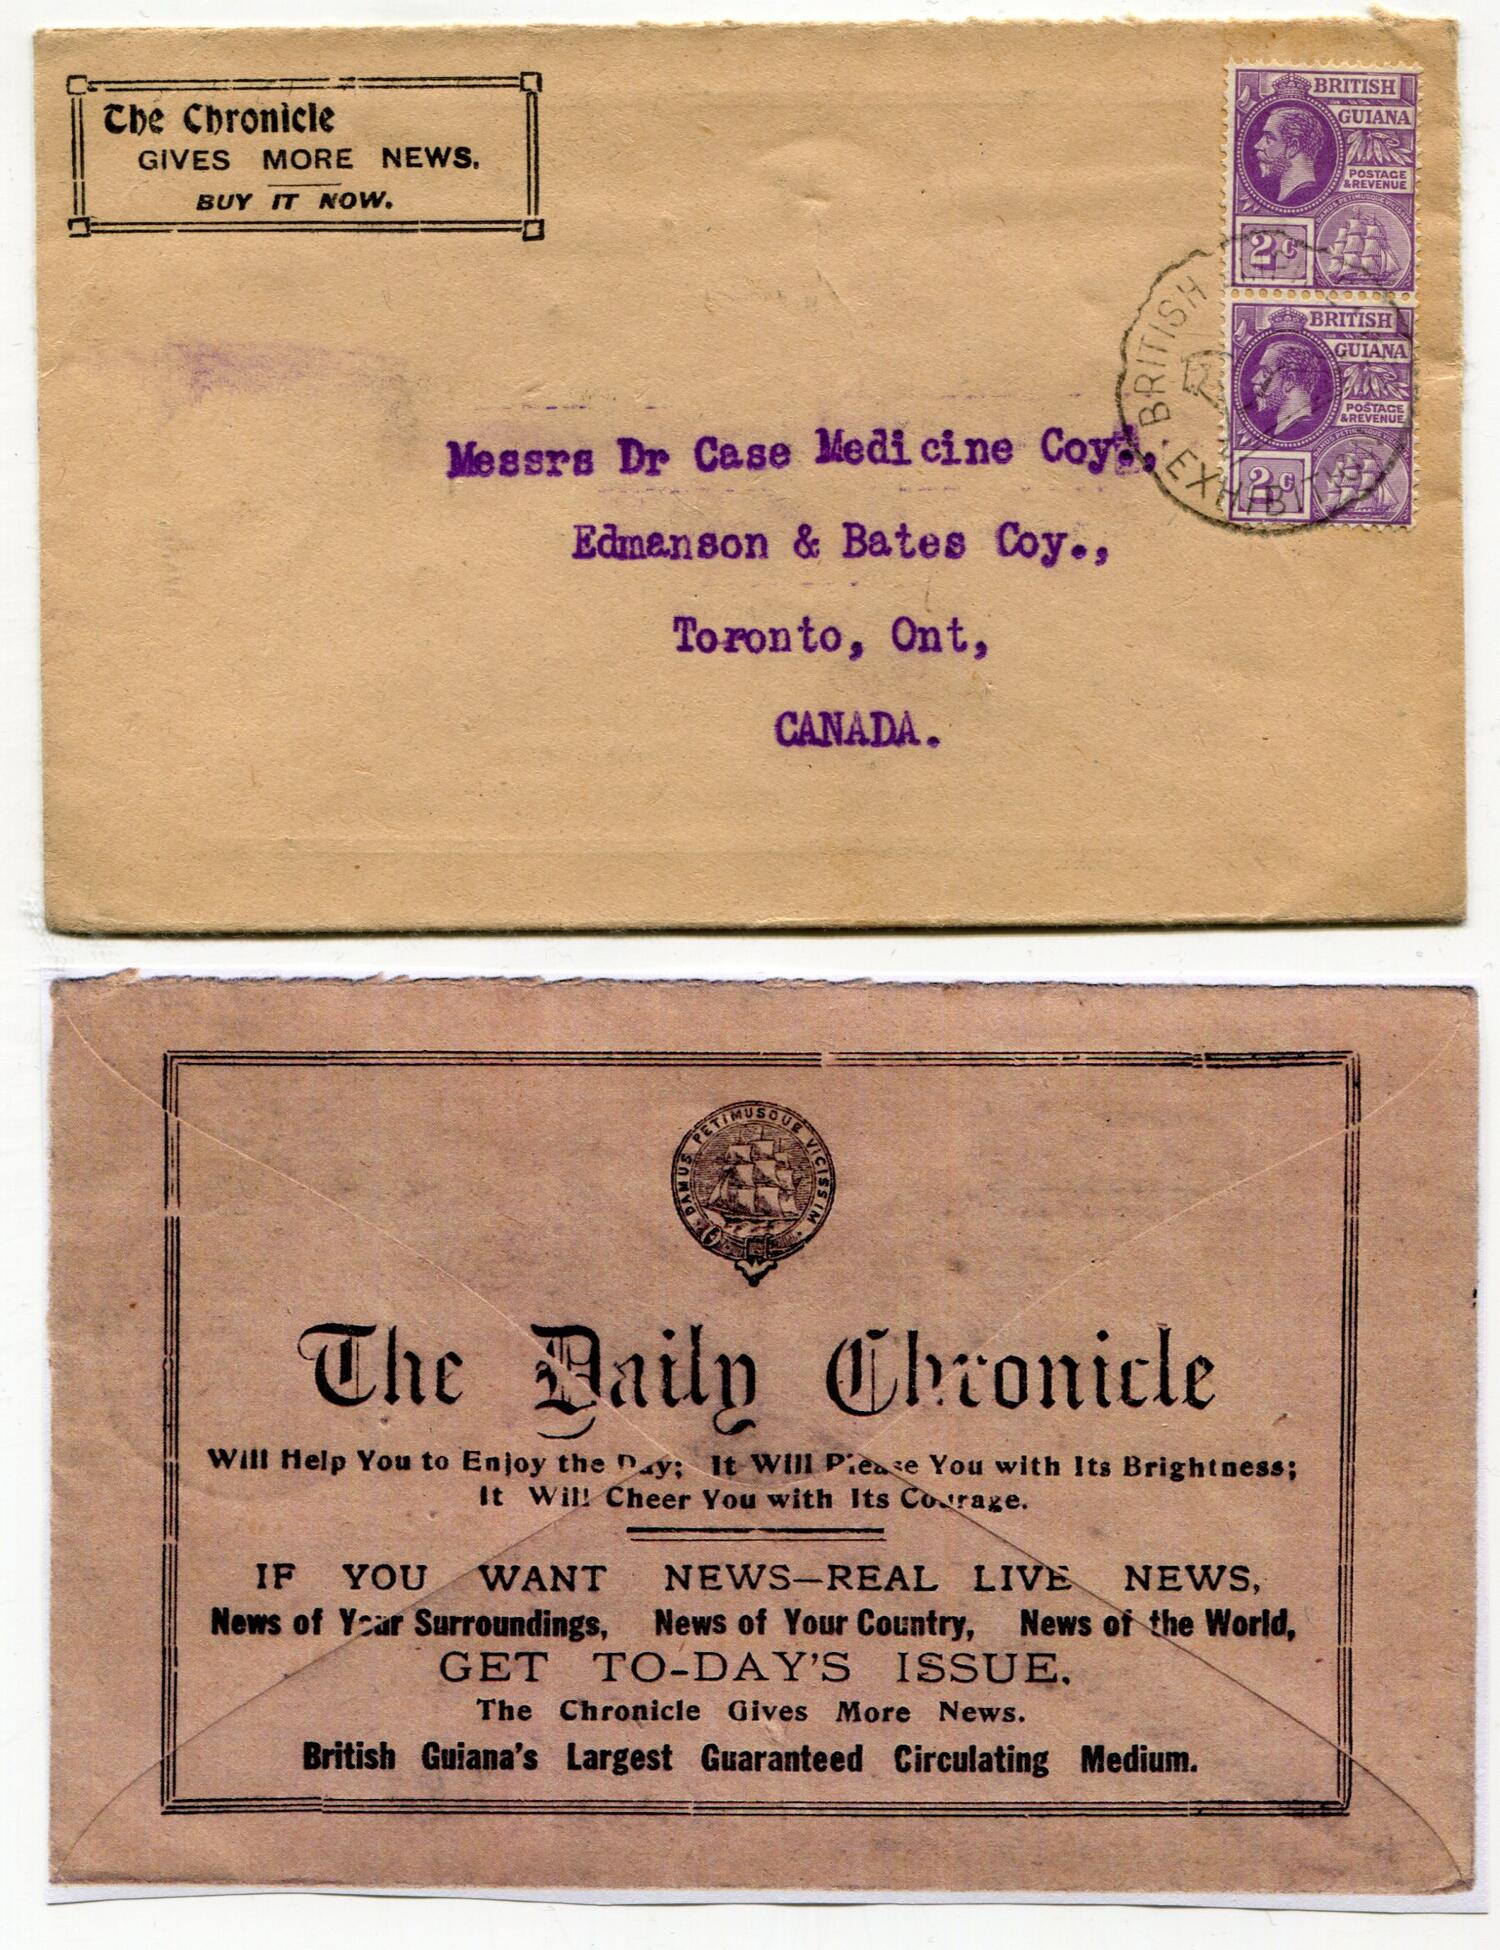 The Chronicle
GIVES MORE NEWS.
BUY IT NOW.
BRITISH
GUIANA
POSTAGE
& REVENUE
2c
BRITISH
GUIANA
POSTAGE
& REVENUE
2c
BRITISH
EXHIBITION
Messrs Dr Case Medicine Coy.,
Edmanson & Bates Coy.,
Toronto, Ont,
CANADA.
DAMUS PETIMUSQUE VICISSIM
The Daily Chronicle
Will Help You to Enjoy the Day; It Will Please You with Its Brightness;
It Will Cheer You with Its Courage.
IF YOU WANT NEWS—REAL LIVE NEWS,
News of Your Surroundings, News of Your Country, News of the World,
GET TO-DAY'S ISSUE.
The Chronicle Gives More News.
British Guiana's Largest Guaranteed Circulating Medium.